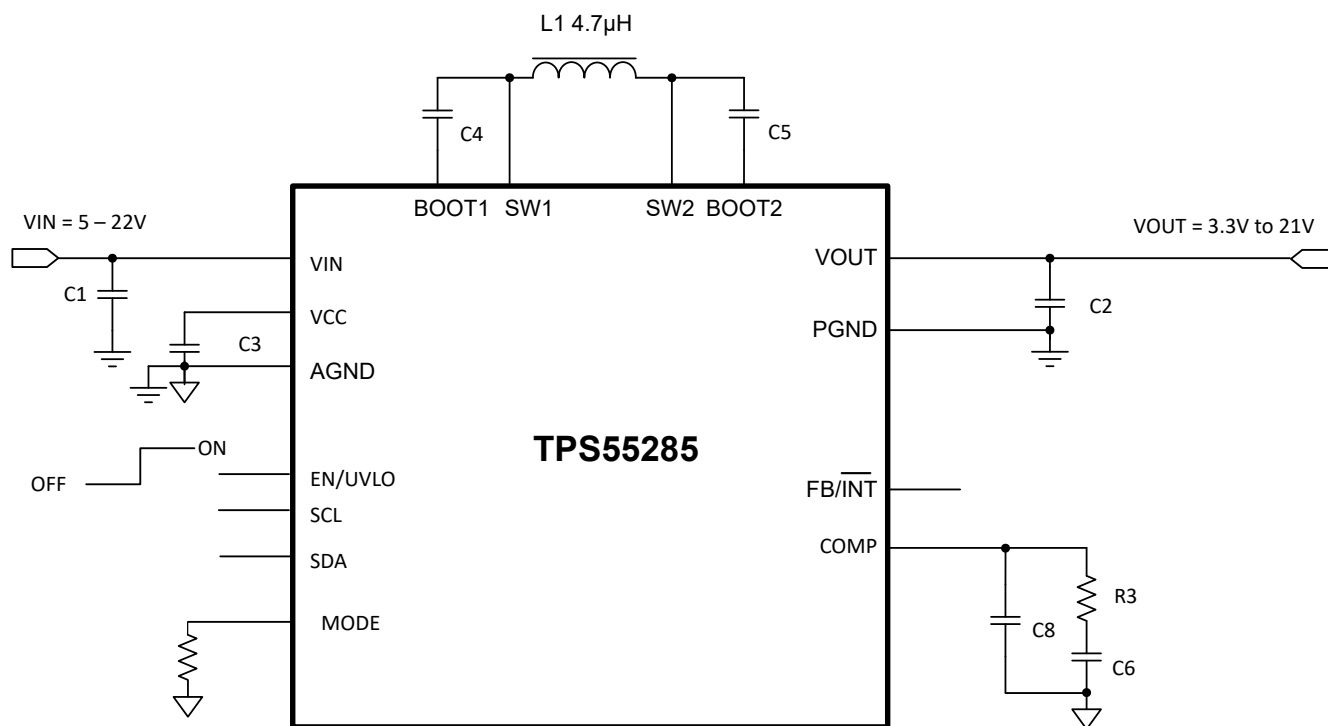 L1 4.7µH
C4
C5
BOOT1
SW1
SW2
BOOT2
VIN = 5 – 22V
VOUT = 3.3V to 21V
VIN
VOUT
C1
C2
VCC
PGND
C3
AGND
TPS55285
ON
OFF
EN/UVLO
FB/INT
SCL
COMP
SDA
R3
MODE
C8
C6